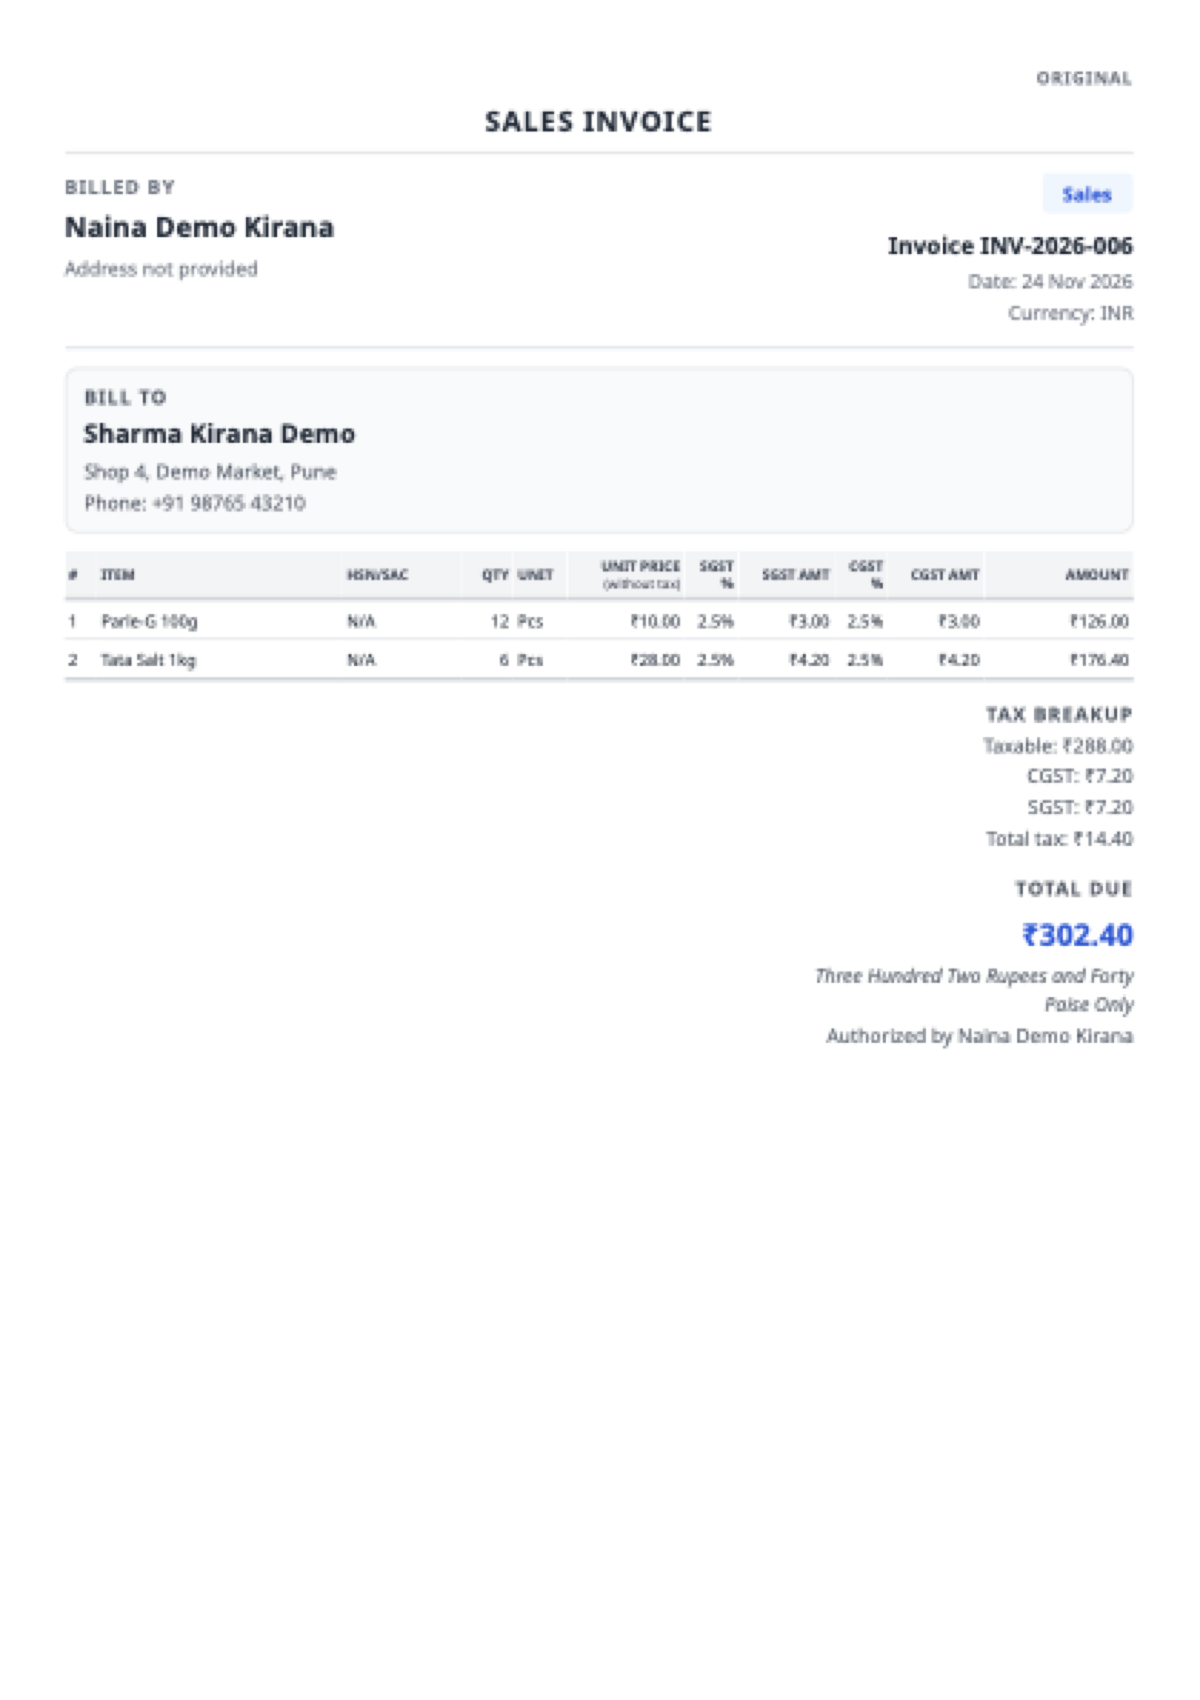 ORIGINAL
SALES INVOICE
BILLED BY
Naina Demo Kirana
Address not provided
Sales
Invoice INV-2026-006
Date: 24 Nov 2026
Currency: INR
BILL TO
Sharma Kirana Demo
Shop 4, Demo Market, Pune
Phone: +91 98765 43210
# ITEM HSN/SAC QTY UNIT UNIT PRICE (without tax) SGST % SGST AMT CGST % CGST AMT AMOUNT
1 Parle-G 100g N/A 12 Pcs ₹10.00 2.5% ₹3.00 2.5% ₹3.00 ₹126.00
2 Tata Salt 1kg N/A 6 Pcs ₹28.00 2.5% ₹4.20 2.5% ₹4.20 ₹176.40
TAX BREAKUP
Taxable: ₹288.00
CGST: ₹7.20
SGST: ₹7.20
Total tax: ₹14.40
TOTAL DUE
₹302.40
Three Hundred Two Rupees and Forty
Paise Only
Authorized by Naina Demo Kirana